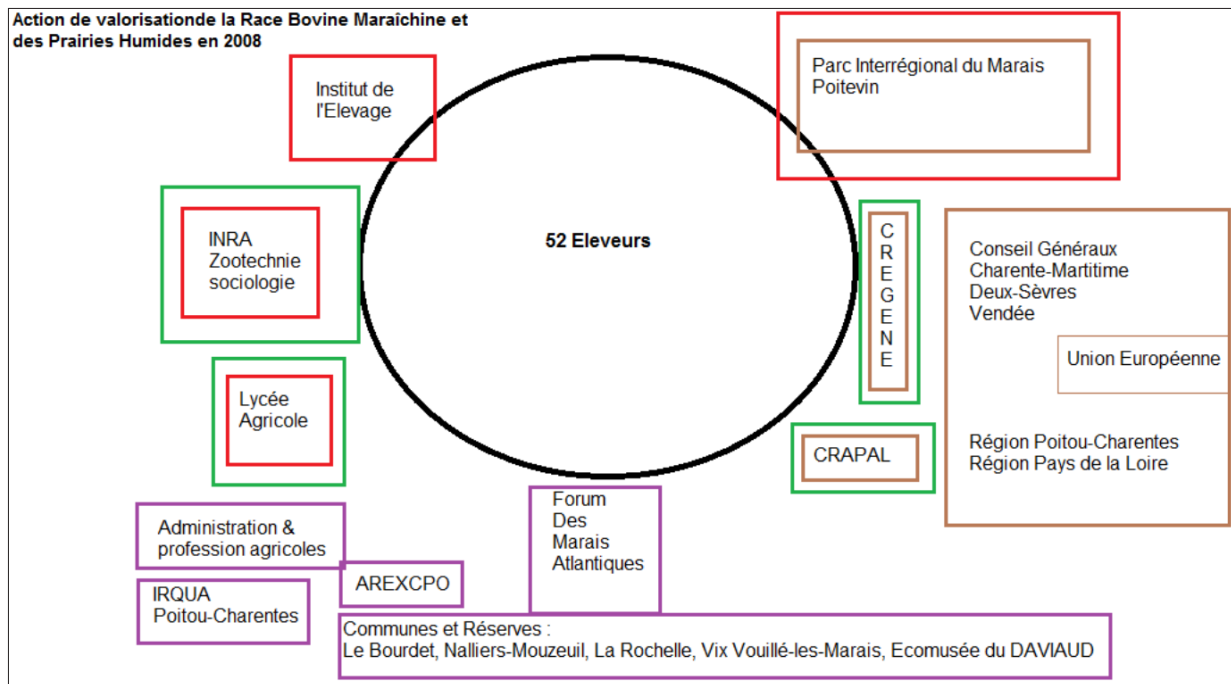 Action de valorisationde la Race Bovine Maraîchine et
des Prairies Humides en 2008
Institut de
l'Elevage
Parc Interrégional du Marais
Poitevin
INRA
Zootechnie
sociologie
52 Eleveurs
C
R
E
G
E
N
E
Conseil Généraux
Charente-Martitime
Deux-Sèvres
Vendée
Union Européenne
Lycée
Agricole
CRAPAL
Région Poitou-Charentes
Région Pays de la Loire
Administration &
profession agricoles
Forum
Des
Marais
Atlantiques
AREXCPO
IRQUA
Poitou-Charentes
Communes et Réserves :
Le Bourdet, Nalliers-Mouzeuil, La Rochelle, Vix Vouillé-les-Marais, Ecomusée du DAVIAUD